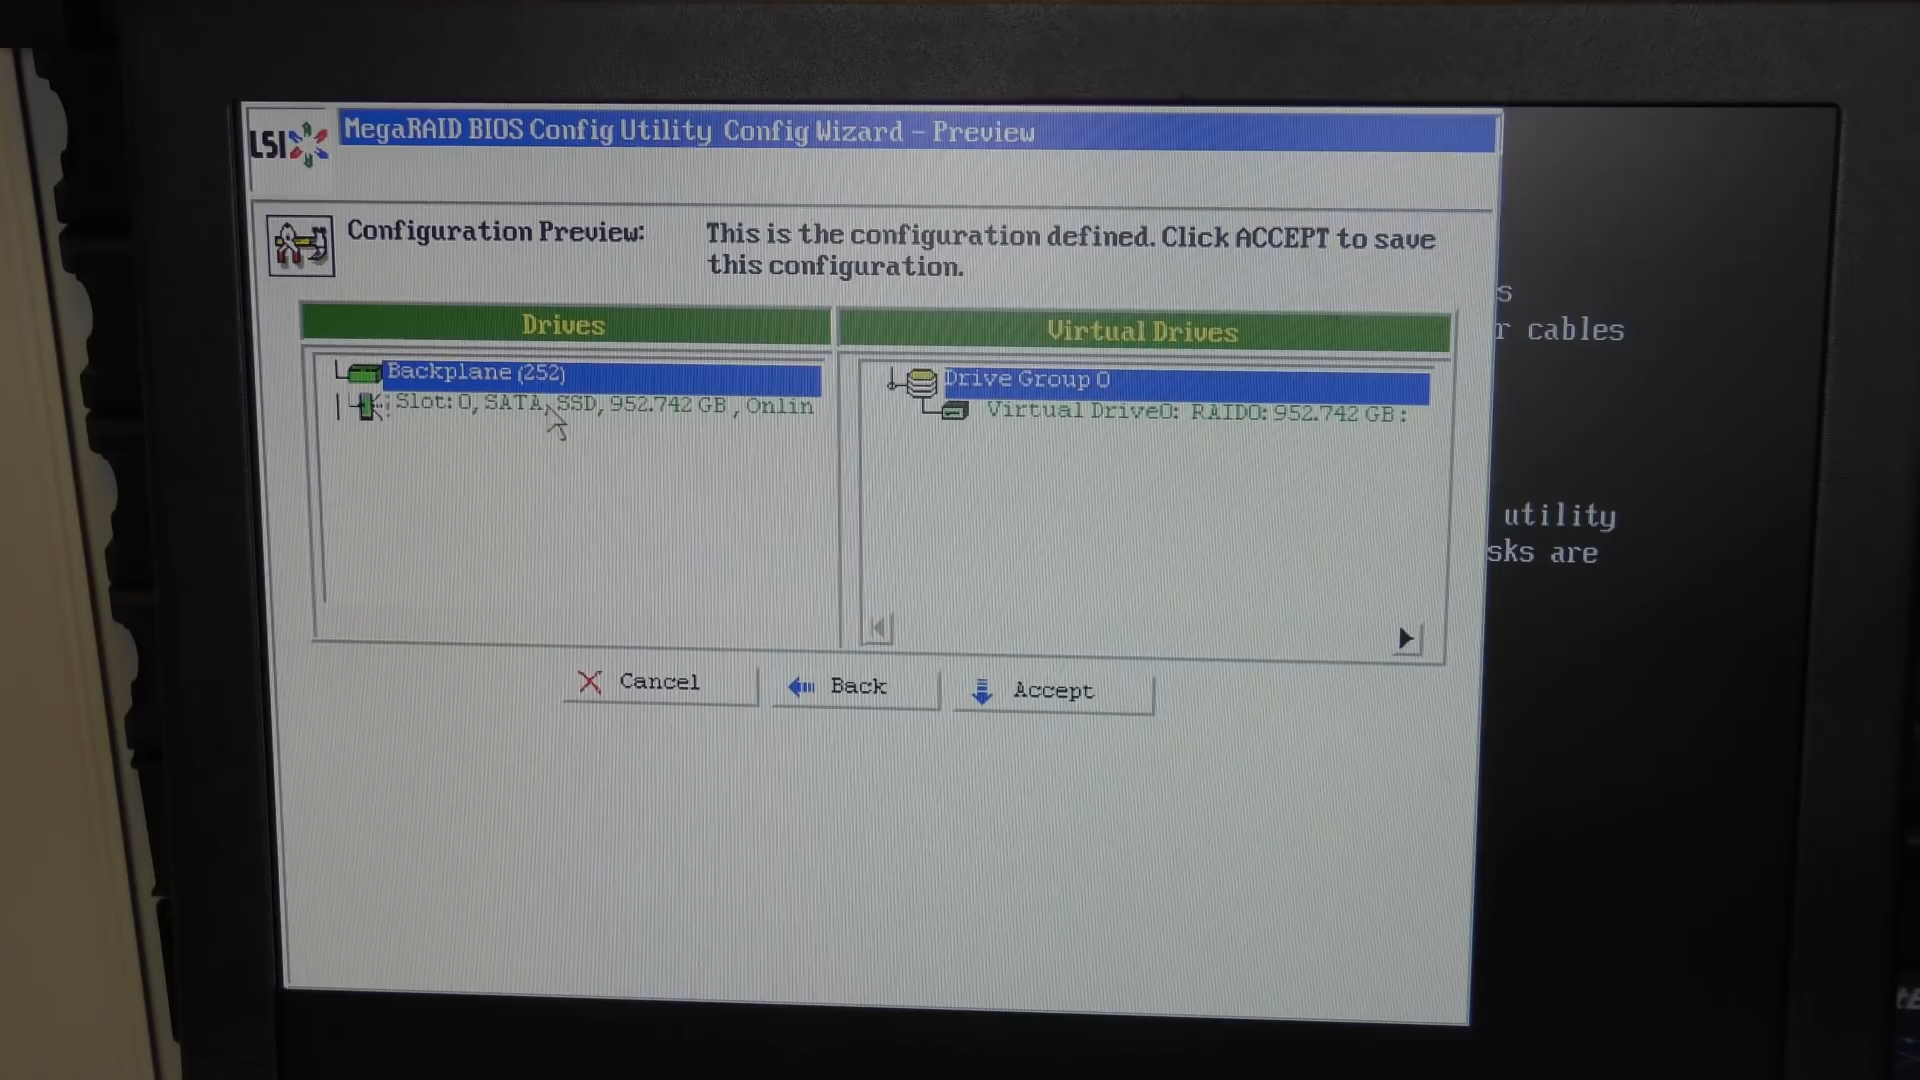 LSI
MegaRAID BIOS Config Utility Config Wizard - Preview
Configuration Preview:
This is the configuration defined. Click ACCEPT to save
this configuration.
Drives
Virtual Drives
Backplane (252)
Slot: 0, SATA, SSD, 952.742 GB, Onlin
Drive Group 0
Virtual Drive0: RAID0: 952.742 GB :
Cancel
Back
Accept
s
r cables
utility
sks are